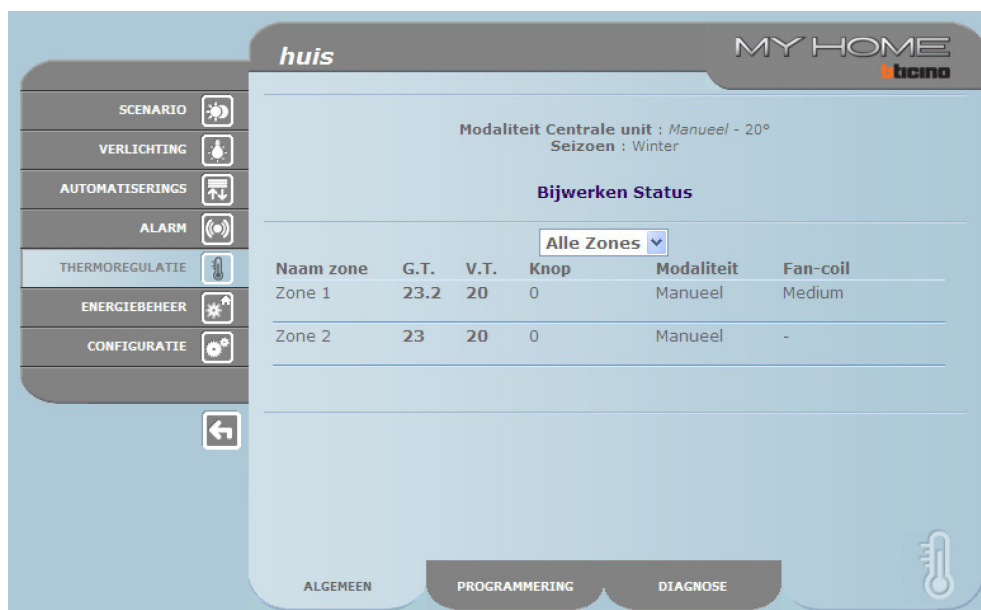 huis
MY HOME
bticino
SCENARIO
VERLICHTING
AUTOMATISERINGS
ALARM
THERMOREGULATIE
ENERGIEBEHEER
CONFIGURATIE
Modaliteit Centrale unit : Manueel - 20°
Seizoen : Winter
Bijwerken Status
Alle Zones
Naam zone G.T. V.T. Knop Modaliteit Fan-coil
Zone 1 23.2 20 0 Manueel Medium
Zone 2 23 20 0 Manueel -
ALGEMEEN PROGRAMMERING DIAGNOSE